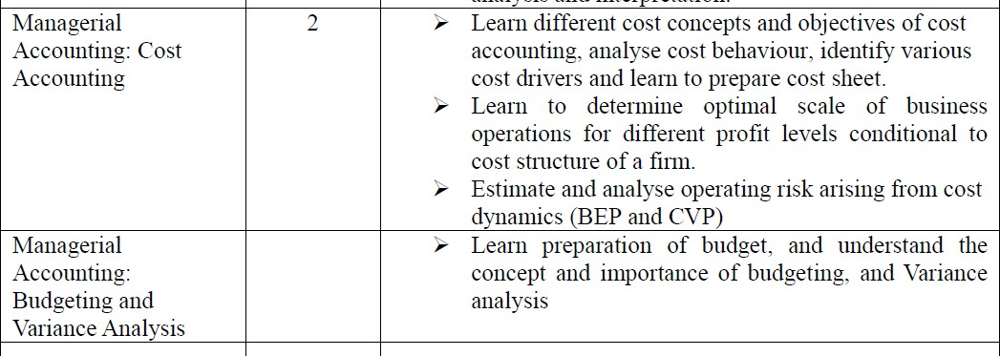 analysis and interpretation.
Managerial
Accounting: Cost
Accounting
2
➢ Learn different cost concepts and objectives of cost
accounting, analyse cost behaviour, identify various
cost drivers and learn to prepare cost sheet.
➢ Learn to determine optimal scale of business
operations for different profit levels conditional to
cost structure of a firm.
➢ Estimate and analyse operating risk arising from cost
dynamics (BEP and CVP)
Managerial
Accounting:
Budgeting and
Variance Analysis
➢ Learn preparation of budget, and understand the
concept and importance of budgeting, and Variance
analysis